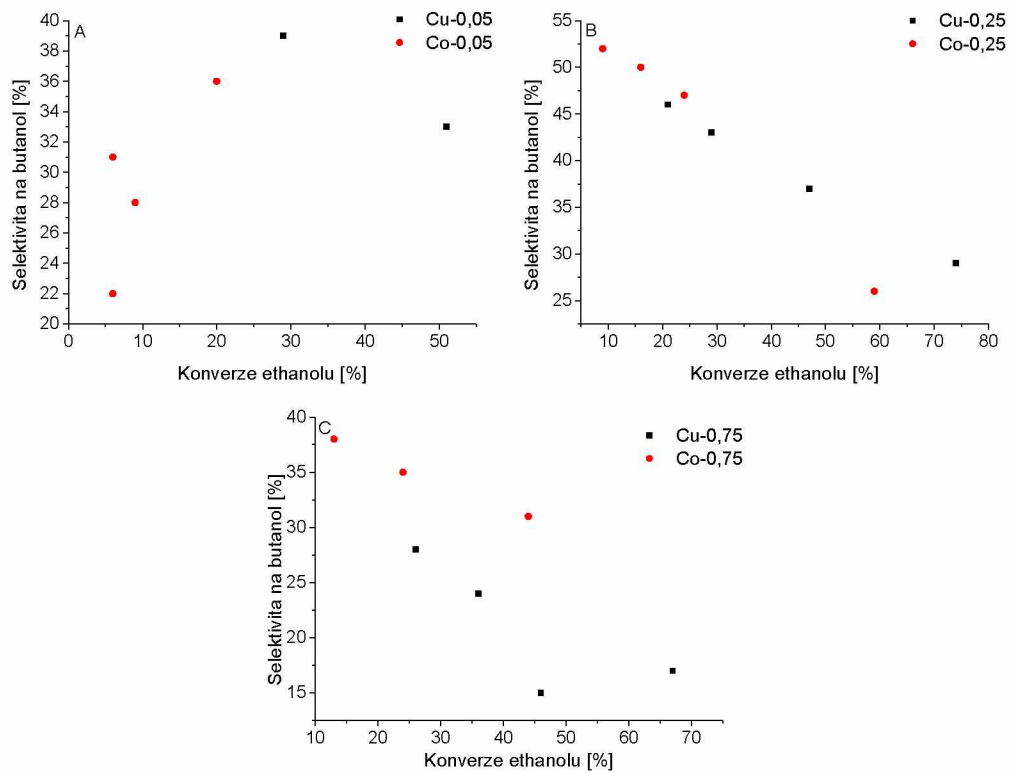 A
Cu-0,05
Co-0,05
Selektivita na butanol [%]
40
38
36
34
32
30
28
26
24
22
20
0 10 20 30 40 50
Konverze ethanolu [%]
B
Cu-0,25
Co-0,25
Selektivita na butanol [%]
55
50
45
40
35
30
25
10 20 30 40 50 60 70 80
Konverze ethanolu [%]
C
Cu-0,75
Co-0,75
Selektivita na butanol [%]
40
35
30
25
20
15
10 20 30 40 50 60 70
Konverze ethanolu [%]